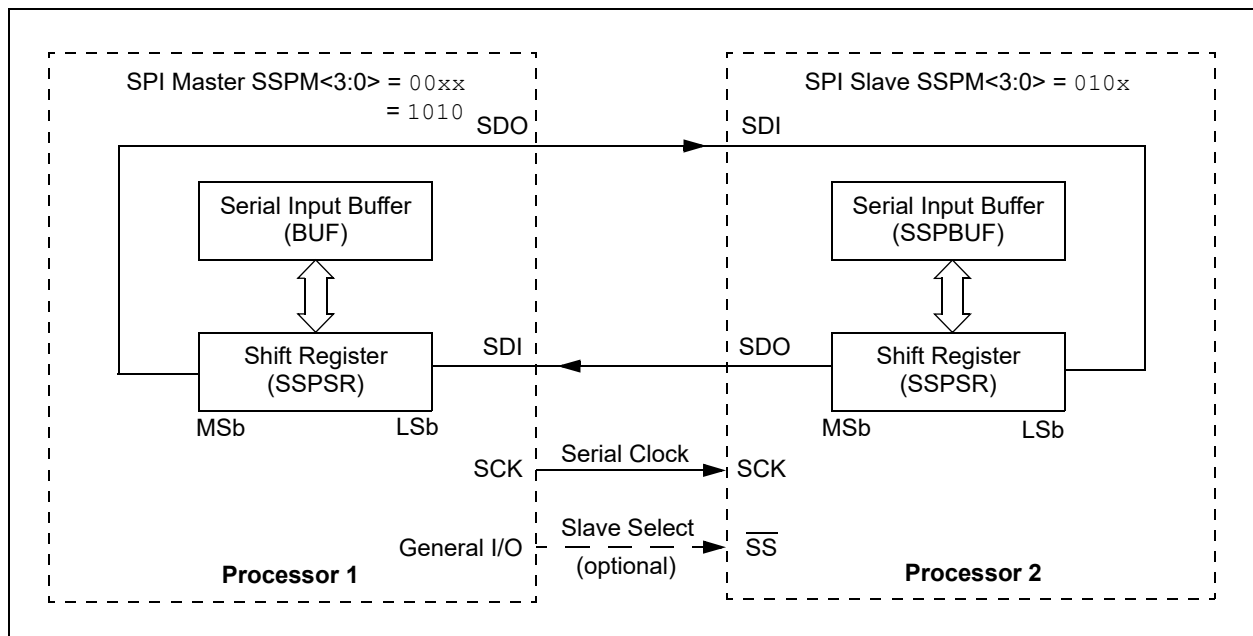 SPI Master SSPM<3:0> = 00xx
= 1010
SPI Slave SSPM<3:0> = 010x
SDO
SDI
Serial Input Buffer
(BUF)
Serial Input Buffer
(SSPBUF)
SDI
SDO
Shift Register
(SSPSR)
Shift Register
(SSPSR)
MSb
LSb
MSb
LSb
SCK
Serial Clock
SCK
General I/O
Slave Select
(optional)
S̅S̅
Processor 1
Processor 2